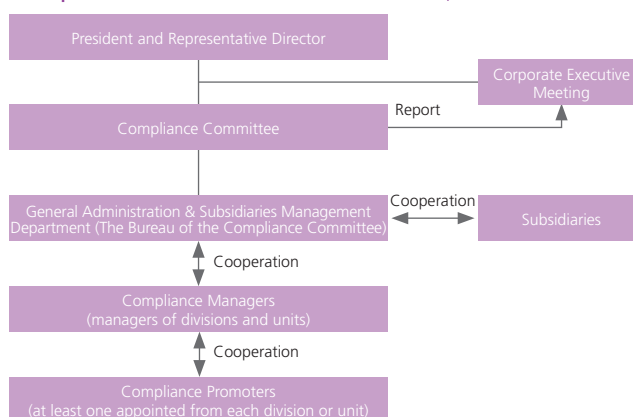 President and Representative Director
Corporate Executive
Meeting
Report
Compliance Committee
Cooperation
General Administration & Subsidiaries Management
Department (The Bureau of the Compliance Committee)
Subsidiaries
Cooperation
Compliance Managers
(managers of divisions and units)
Cooperation
Compliance Promoters
(at least one appointed from each division or unit)